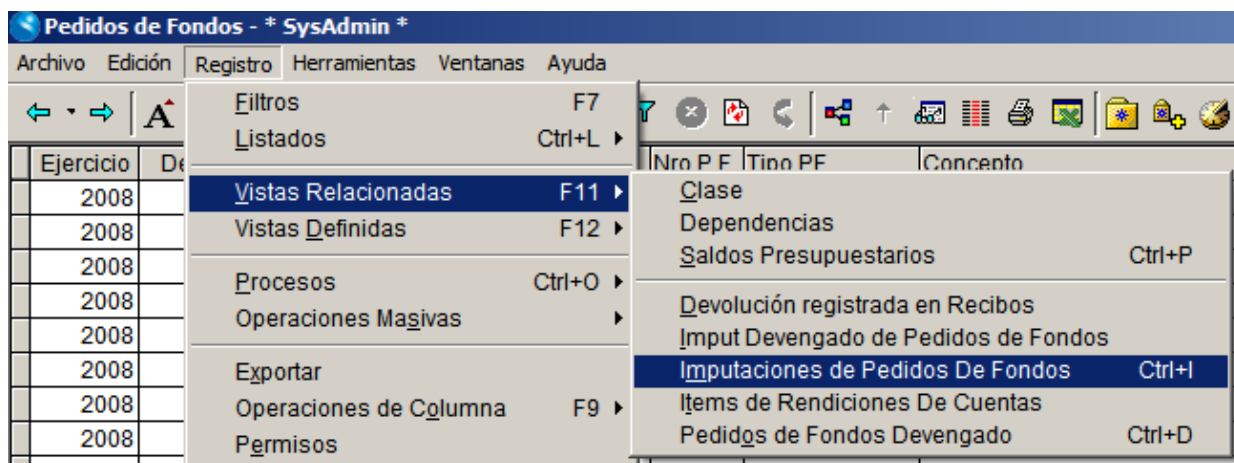 Pedidos de Fondos - * SysAdmin *
Archivo Edición Registro Herramientas Ventanas Ayuda
A
Ejercicio De Nro P F Tipo PF Concepto
2008
2008
2008
2008
2008
2008
2008
2008
Filtros F7
Listados Ctrl+L
Vistas Relacionadas F11
Vistas Definidas F12
Procesos Ctrl+O
Operaciones Masivas
Exportar
Operaciones de Columna F9
Permisos
Clase
Dependencias
Saldos Presupuestarios Ctrl+P
Devolución registrada en Recibos
Imput Devengado de Pedidos de Fondos
Imputaciones de Pedidos De Fondos Ctrl+I
Items de Rendiciones De Cuentas
Pedidos de Fondos Devengado Ctrl+D